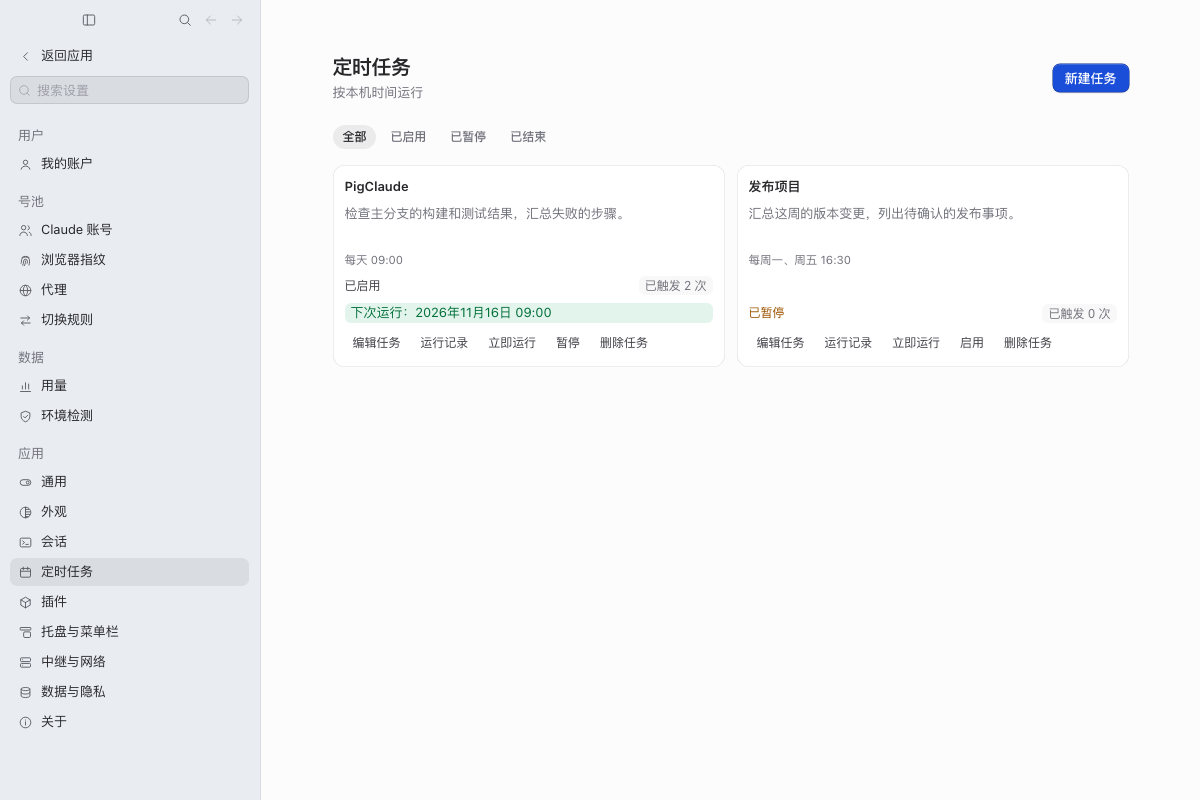 返回应用
搜索设置
用户
我的账户
号池
Claude 账号
浏览器指纹
代理
切换规则
数据
用量
环境检测
应用
通用
外观
会话
定时任务
插件
托盘与菜单栏
中继与网络
数据与隐私
关于
定时任务
按本机时间运行
新建任务
全部 已启用 已暂停 已结束
PigClaude
检查主分支的构建和测试结果，汇总失败的步骤。
每天 09:00
已启用 已触发 2 次
下次运行：2026年11月16日 09:00
编辑任务 运行记录 立即运行 暂停 删除任务
发布项目
汇总这周的版本变更，列出待确认的发布事项。
每周一、周五 16:30
已暂停 已触发 0 次
编辑任务 运行记录 立即运行 启用 删除任务